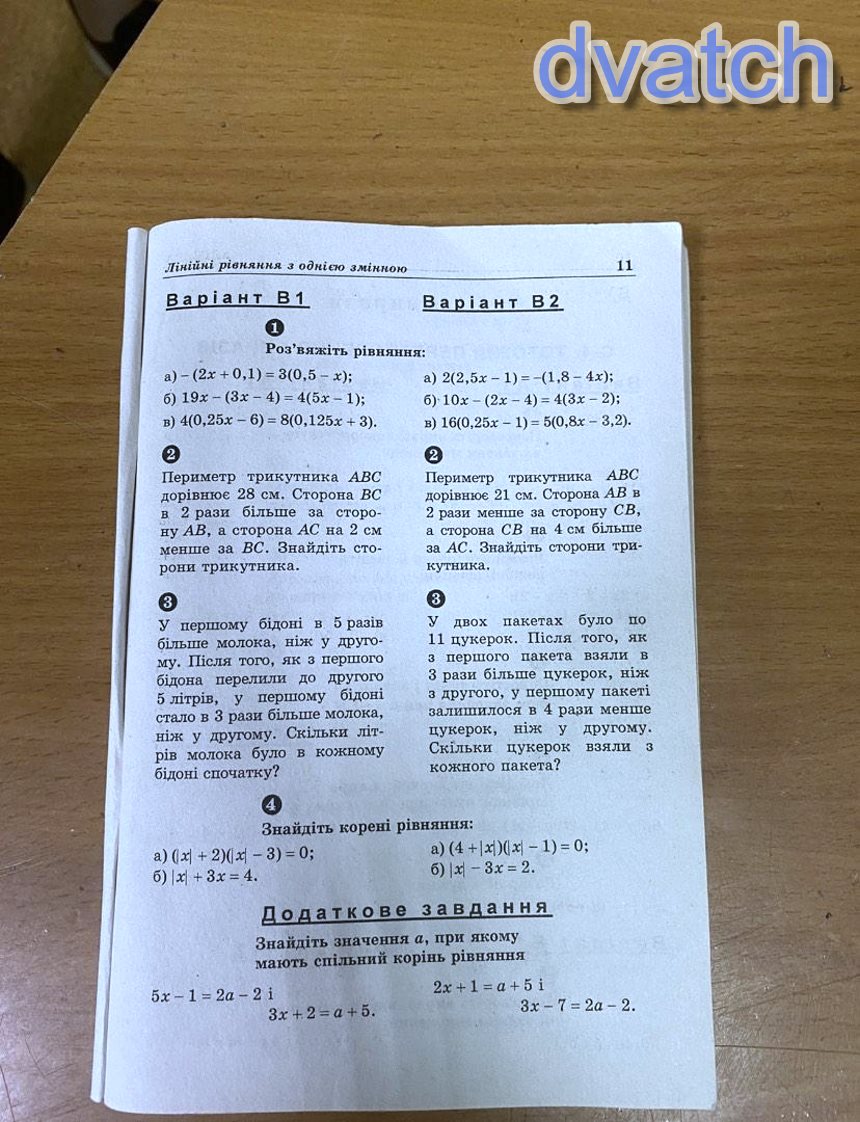 dvatch
Лінійні рівняння з однією змінною 11
Варіант В1
Варіант В2
1
Роз'яжіть рівняння:
а) – (2x + 0,1) = 3(0,5 – x);
б) 19x – (3x – 4) = 4(5x – 1);
в) 4(0,25x – 6) = 8(0,125x + 3).
а) 2(2,5x – 1) = –(1,8 – 4x);
б) 10x – (2x – 4) = 4(3x – 2);
в) 16(0,25x – 1) = 5(0,8x – 3,2).
2
Периметр трикутника ABC
дорівнює 28 см. Сторона BC
в 2 рази більше за сторо-
ну AB, а сторона AC на 2 см
менше за BC. Знайдіть сто-
рони трикутника.
2
Периметр трикутника ABC
дорівнює 21 см. Сторона AB в
2 рази менше за сторону CB,
а сторона CB на 4 см більше
за AC. Знайдіть сторони три-
кутника.
3
У першому бідоні в 5 разів
більше молока, ніж у друго-
му. Після того, як з першого
бідона перелили до другого
5 літрів, у першому бідоні
стало в 3 рази більше молока,
ніж у другому. Скільки літ-
рів молока було в кожному
бідоні спочатку?
3
У двох пакетах було по
11 цукерок. Після того, як
з першого пакета взяли в
3 рази більше цукерок, ніж
з другого, у першому пакеті
залишилося в 4 рази менше
цукерок, ніж у другому.
Скільки цукерок взяли з
кожного пакета?
4
Знайдіть корені рівняння:
а) (|x| + 2)(|x| – 3) = 0;
б) |x| + 3x = 4.
а) (4 + |x|)(|x| – 1) = 0;
б) |x| – 3x = 2.
Додаткове завдання
Знайдіть значення a, при якому
мають спільний корінь рівняння
5x – 1 = 2a – 2 і
3x + 2 = a + 5.
2x + 1 = a + 5 і
3x – 7 = 2a – 2.